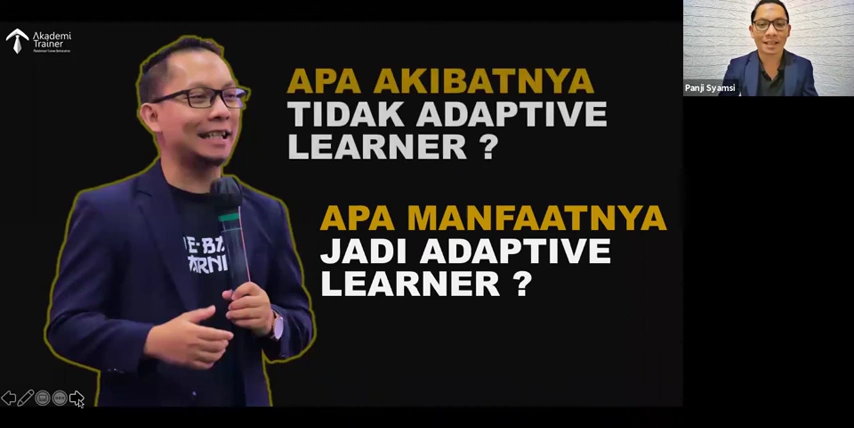 Akademi
Trainer
APA AKIBATNYA
TIDAK ADAPTIVE
LEARNER ?
APA MANFAATNYA
JADI ADAPTIVE
LEARNER ?
Panji Syamsi